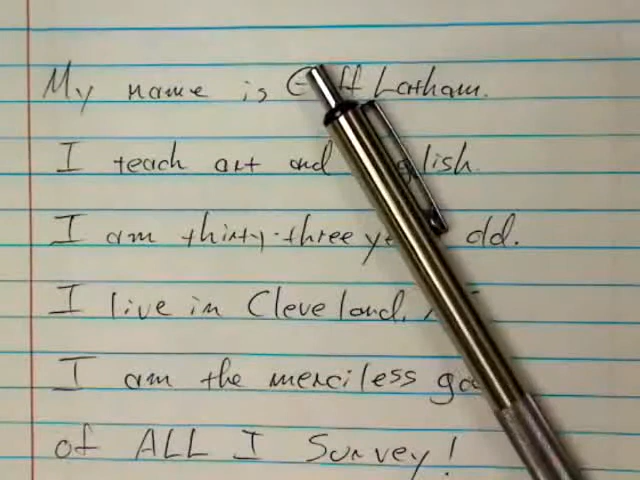 My name is Latham.
I teach art and
I am thirty-three old.
I live in Cleveland,
I am the merciless
of ALL I Survey!